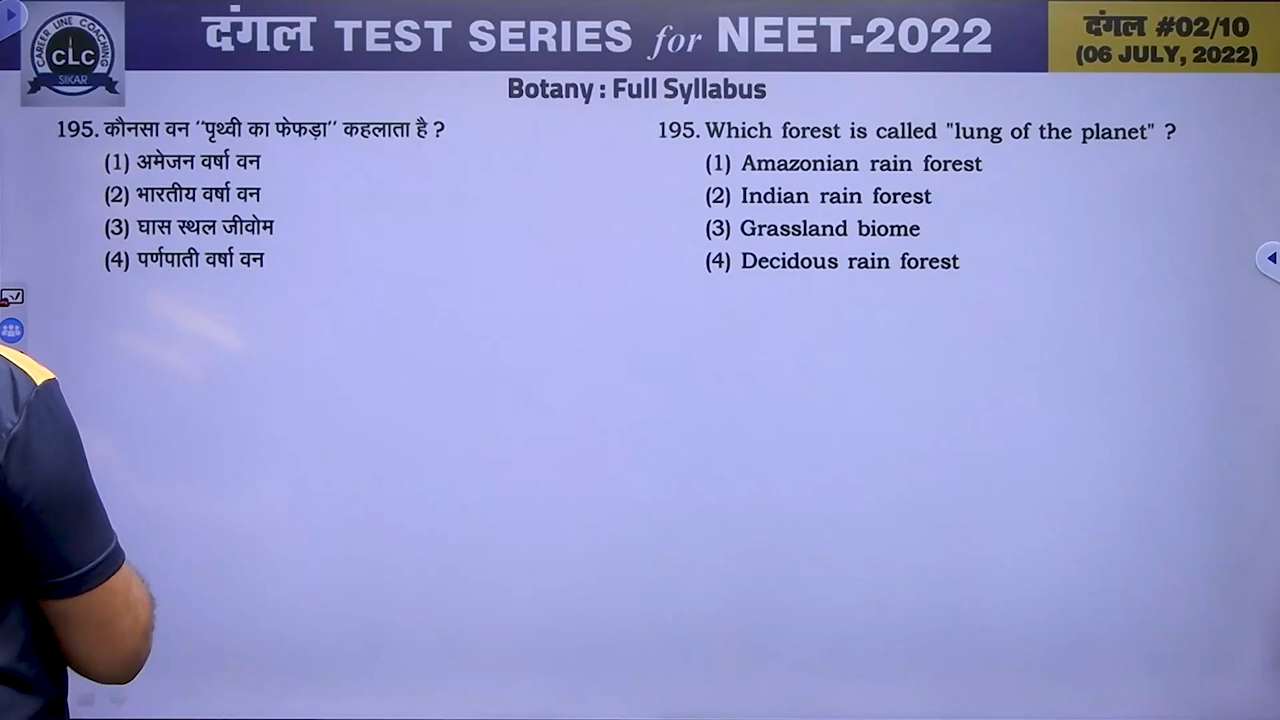 CAREER LINE COACHING
CLC
SIKAR
दंगल TEST SERIES for NEET-2022
दंगल #02/10
(06 JULY, 2022)
Botany : Full Syllabus
195. कौनसा वन "पृथ्वी का फेफड़ा" कहलाता है ?
(1) अमेजन वर्षा वन
(2) भारतीय वर्षा वन
(3) घास स्थल जीवोम
(4) पर्णपाती वर्षा वन
195. Which forest is called "lung of the planet" ?
(1) Amazonian rain forest
(2) Indian rain forest
(3) Grassland biome
(4) Decidous rain forest